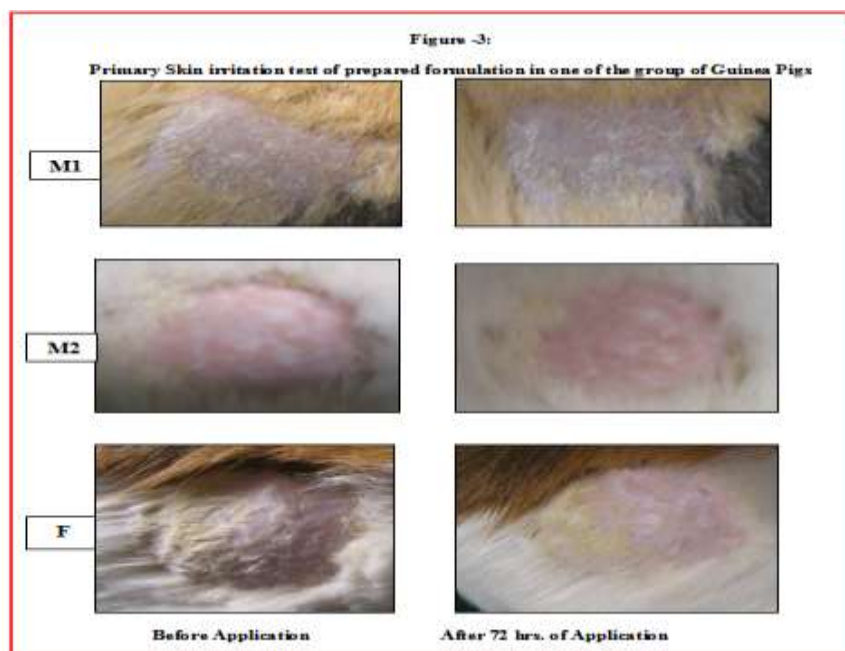 Figure -3:
Primary Skin irritation test of prepared formulation in one of the group of Guinea Pigs
M1
M2
F
Before Application
After 72 hrs. of Application